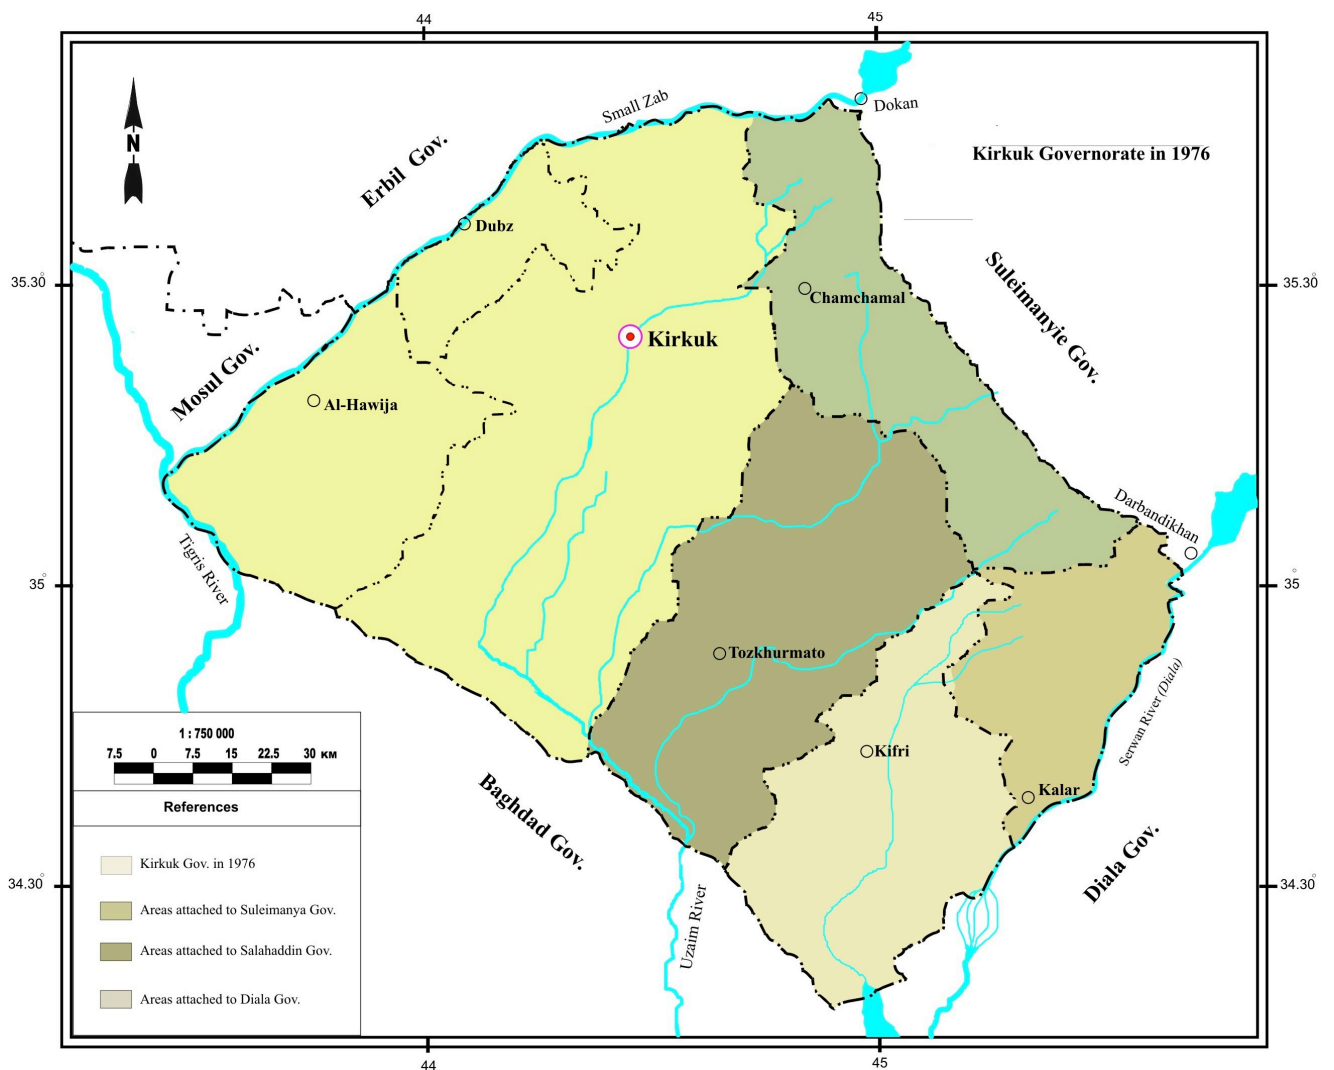 44
45
Small Zab
Dokan
Erbil Gov.
Kirkuk Governorate in 1976
N
Dubz
Suleimanyie Gov.
35.30°
35.30°
Chamchamal
Kirkuk
Mosul Gov.
Al-Hawija
Darbandikhan
Tigris River
35°
35°
Tozkhurmato
Serwan River (Diala)
Kifri
Kalar
Baghdad Gov.
Diala Gov.
1 : 750 000
7.5 0 7.5 15 22.5 30 КМ
References
Kirkuk Gov. in 1976
34.30°
34.30°
Areas attached to Suleimanya Gov.
Areas attached to Salahaddin Gov.
Areas attached to Diala Gov.
Uzaim River
44
45